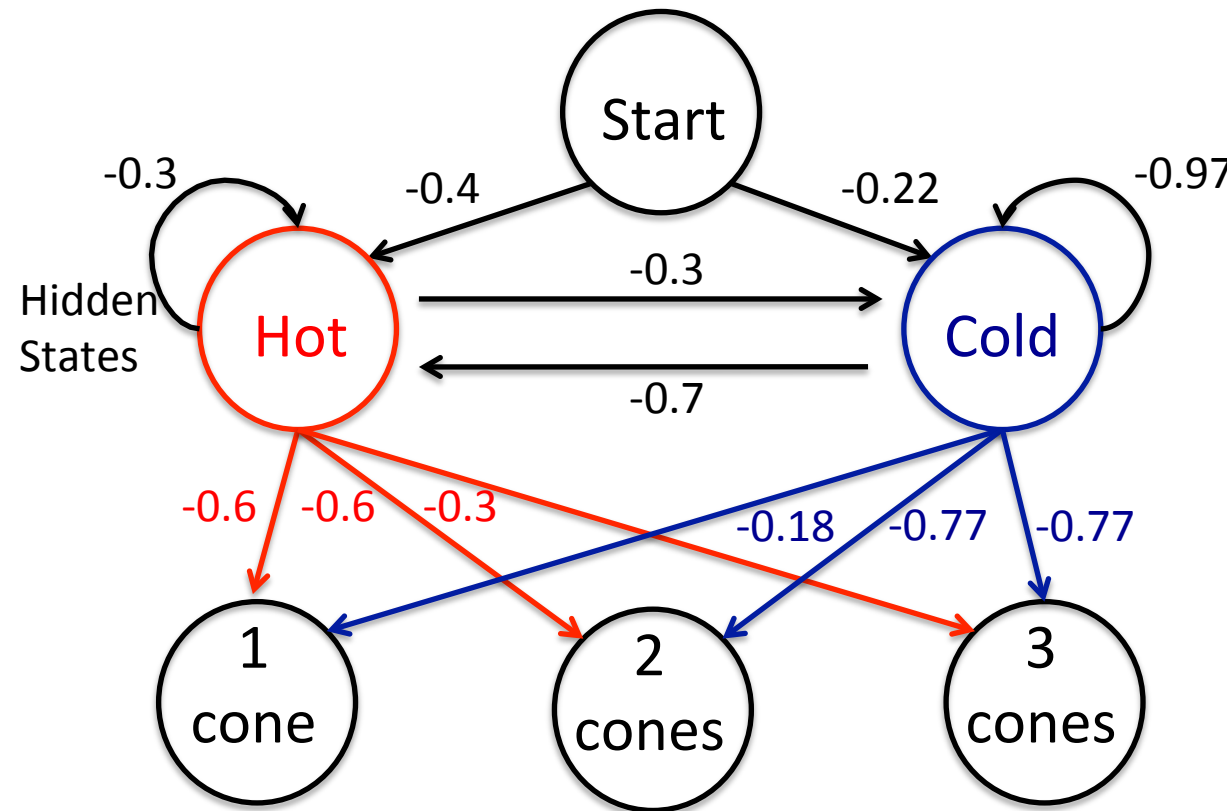 Start
-0.3
-0.4
-0.22
-0.97
-0.3
Hidden
States
Hot
Cold
-0.7
-0.6
-0.6
-0.3
-0.18
-0.77
-0.77
1
cone
2
cones
3
cones